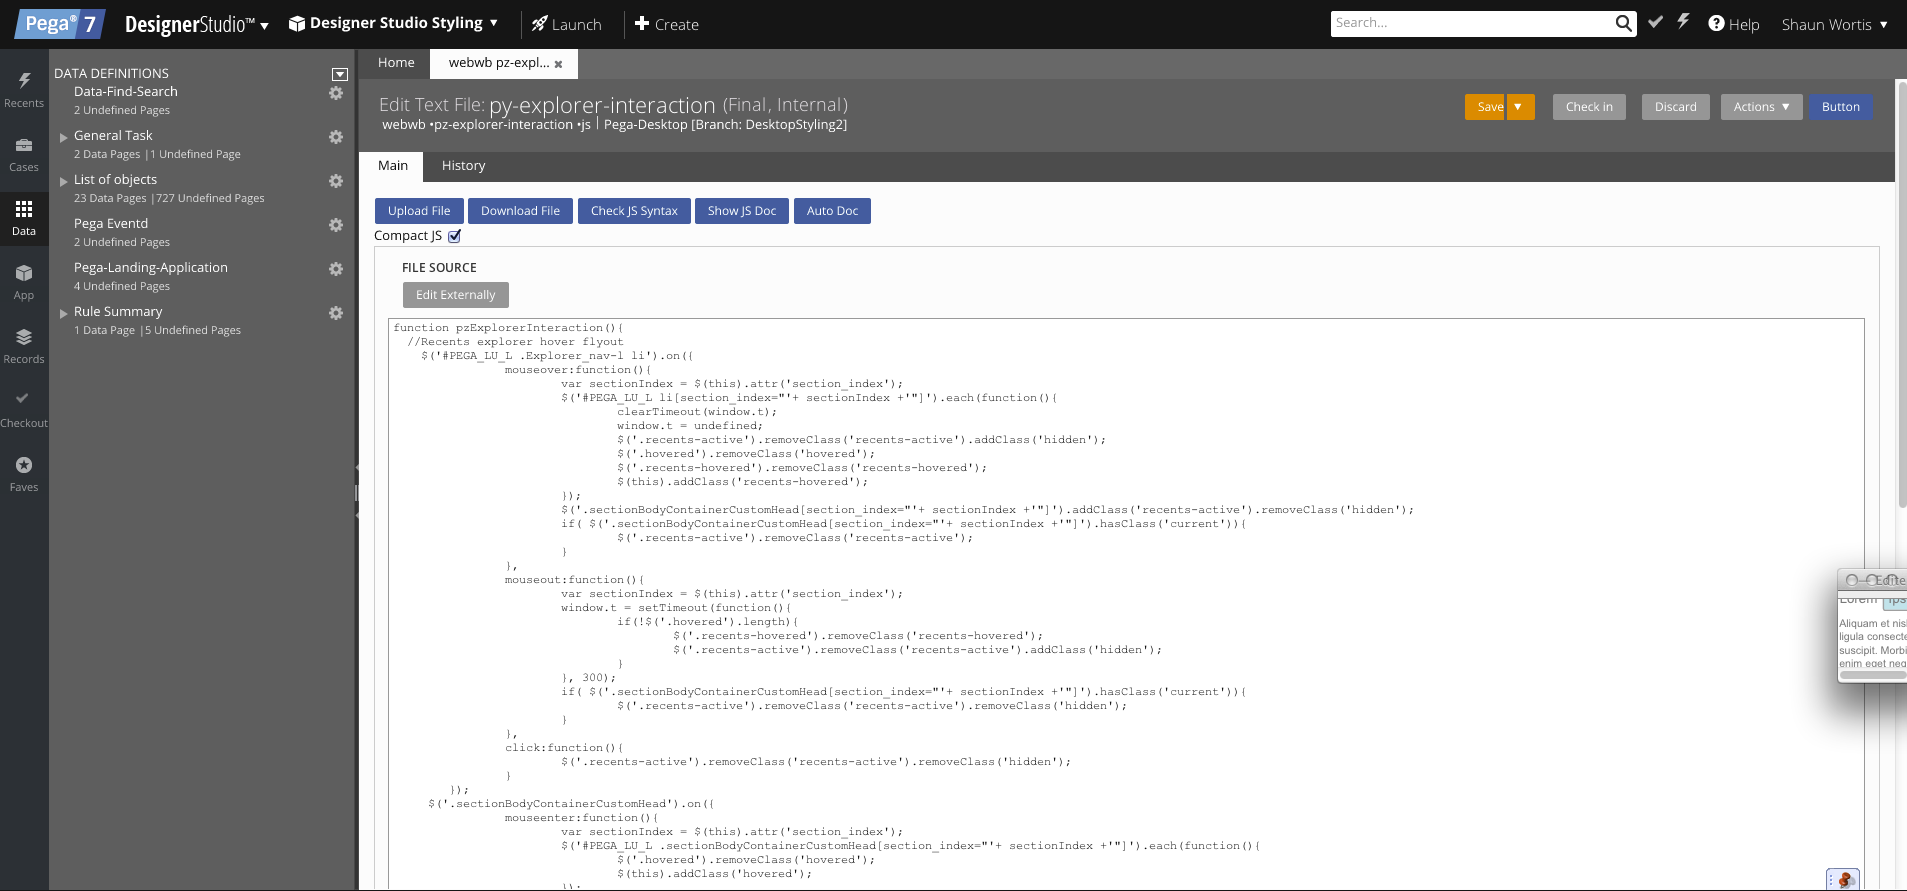 Pega® 7 DesignerStudio™ Designer Studio Styling Launch Create Search... Help Shaun Wortis
Recents
Cases
Data
App
Records
Checkout
Faves
DATA DEFINITIONS
Data-Find-Search
2 Undefined Pages
General Task
2 Data Pages |1 Undefined Page
List of objects
23 Data Pages |727 Undefined Pages
Pega Eventd
2 Undefined Pages
Pega-Landing-Application
4 Undefined Pages
Rule Summary
1 Data Page |5 Undefined Pages
Home webwb pz-expl...
Edit Text File: py-explorer-interaction (Final, Internal)
webwb •pz-explorer-interaction •js | Pega-Desktop [Branch: DesktopStyling2]
Save Check in Discard Actions Button
Main History
Upload File Download File Check JS Syntax Show JS Doc Auto Doc
Compact JS
FILE SOURCE
Edit Externally
function pzExplorerInteraction(){
//Recents explorer hover flyout
$('#PEGA_LU_L .Explorer_nav-l li').on({
mouseover:function(){
var sectionIndex = $(this).attr('section_index');
$('#PEGA_LU_L li[section_index="'+ sectionIndex +'"]').each(function(){
clearTimeout(window.t);
window.t = undefined;
$('.recents-active').removeClass('recents-active').addClass('hidden');
$('.hovered').removeClass('hovered');
$('.recents-hovered').removeClass('recents-hovered');
$(this).addClass('recents-hovered');
});
$('.sectionBodyContainerCustomHead[section_index="'+ sectionIndex +'"]').addClass('recents-active').removeClass('hidden');
if( $('.sectionBodyContainerCustomHead[section_index="'+ sectionIndex +'"]').hasClass('current')){
$('.recents-active').removeClass('recents-active');
}
},
mouseout:function(){
var sectionIndex = $(this).attr('section_index');
window.t = setTimeout(function(){
if(!$('.hovered').length){
$('.recents-hovered').removeClass('recents-hovered');
$('.recents-active').removeClass('recents-active').addClass('hidden');
}
}, 300);
if( $('.sectionBodyContainerCustomHead[section_index="'+ sectionIndex +'"]').hasClass('current')){
$('.recents-active').removeClass('recents-active').removeClass('hidden');
}
},
click:function(){
$('.recents-active').removeClass('recents-active').removeClass('hidden');
}
});
$('.sectionBodyContainerCustomHead').on({
mouseenter:function(){
var sectionIndex = $(this).attr('section_index');
$('#PEGA_LU_L .sectionBodyContainerCustomHead[section_index="'+ sectionIndex +'"]').each(function(){
$('.hovered').removeClass('hovered');
$(this).addClass('hovered');
});
Lorem ips
Aliquam et nisl
ligula consecte
suscipit. Morbi
enim eget neq